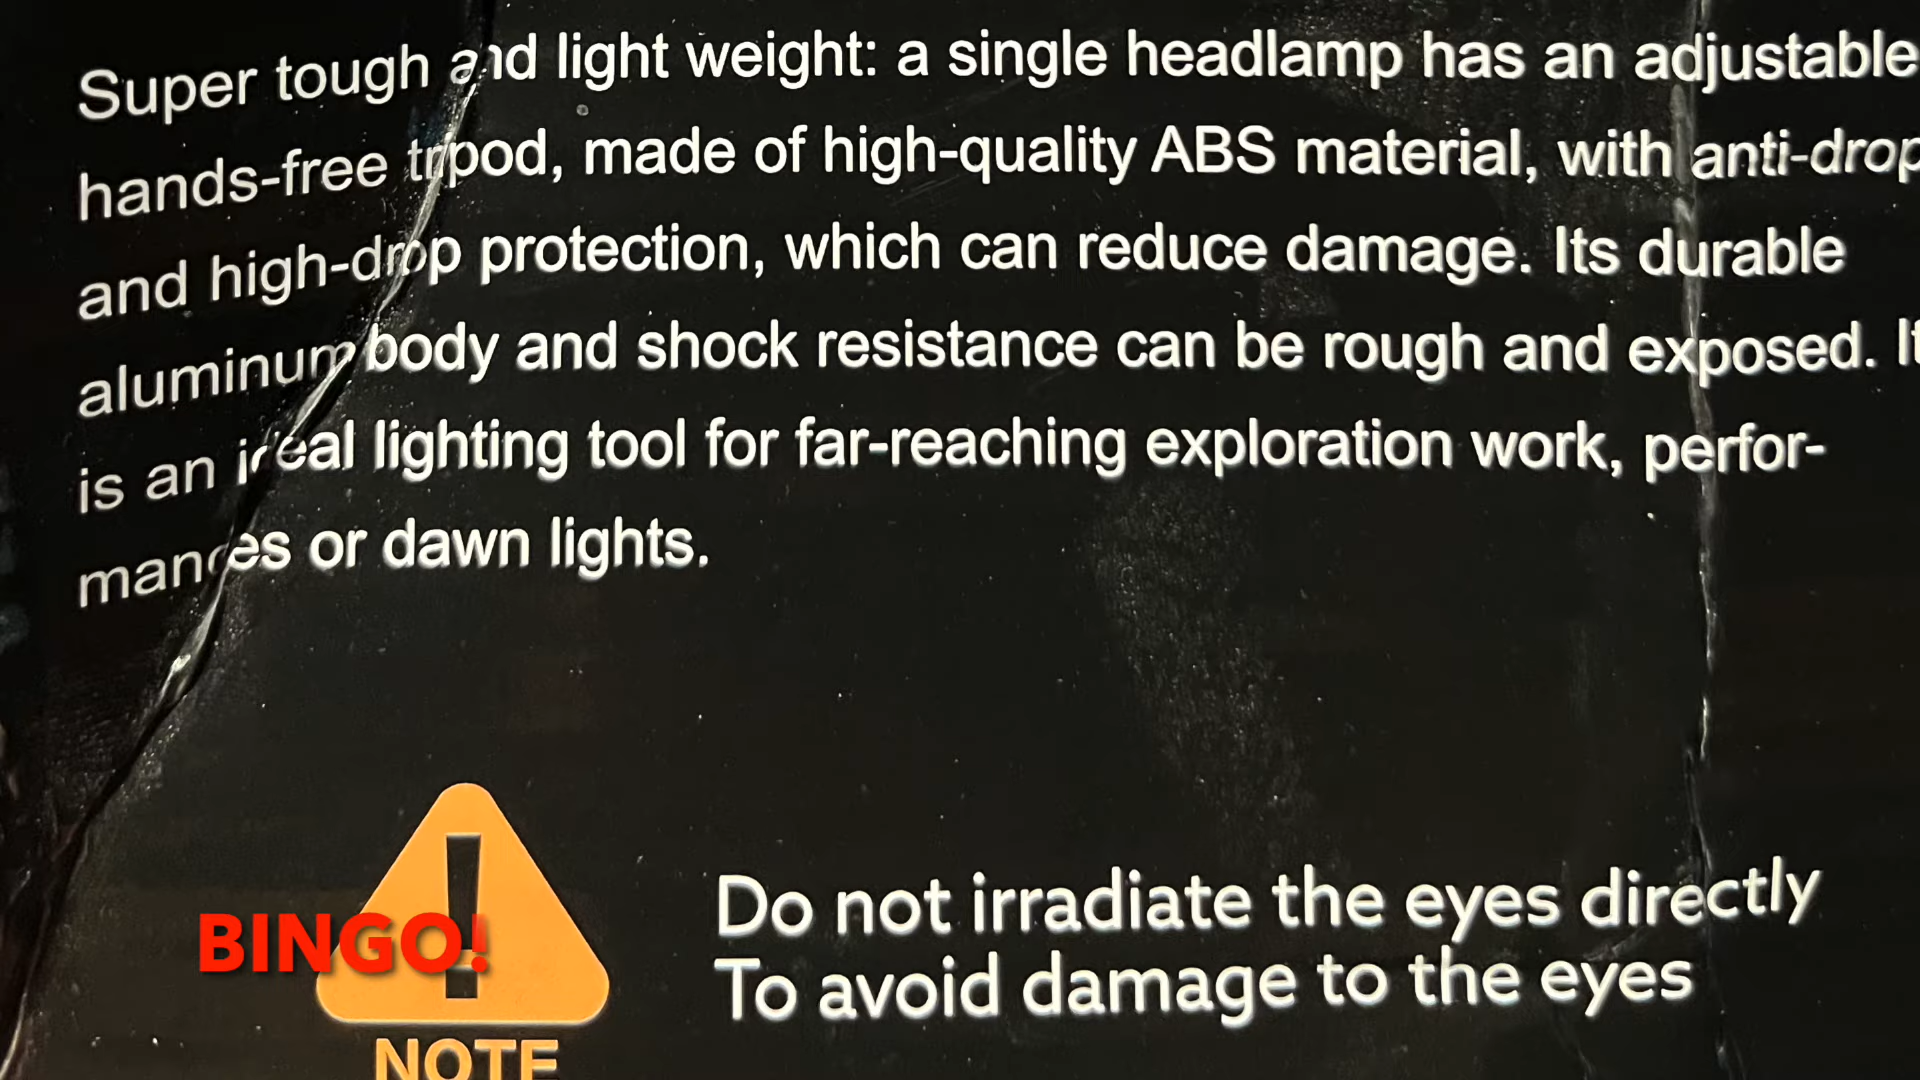 Super tough and light weight: a single headlamp has an adjustable
hands-free tripod, made of high-quality ABS material, with anti-drop
and high-drop protection, which can reduce damage. Its durable
aluminum body and shock resistance can be rough and exposed. It
is an ideal lighting tool for far-reaching exploration work, perfor-
mances or dawn lights.
Do not irradiate the eyes directly
To avoid damage to the eyes
BINGO!
NOTE